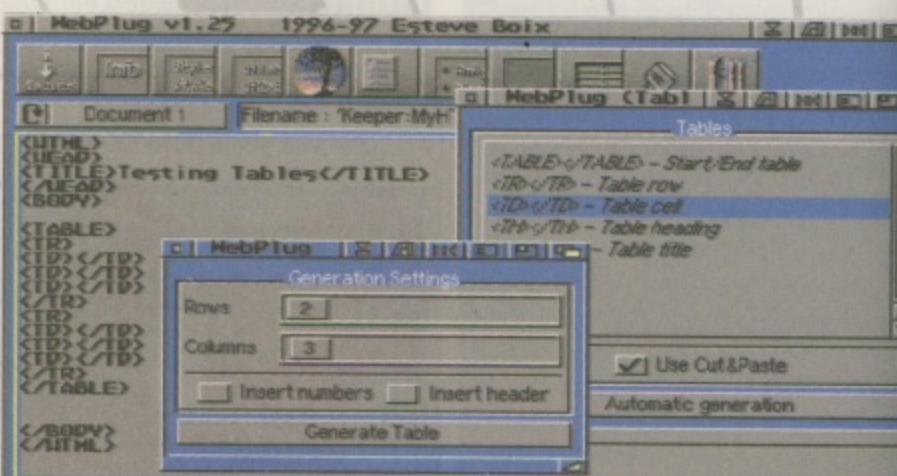 WebPlug v1.25 1996-97 Esteve Boix
Info
Document 1
Filename : "Keeper:MyH
<HTML>
<HEAD>
<TITLE>Testing Tables</TITLE>
</HEAD>
<BODY>
<TABLE>
<TR>
<TD></TD>
<TD></TD>
<TD></TD>
</TR>
<TR>
<TD></TD>
<TD></TD>
<TD></TD>
</TR>
</TABLE>
</BODY>
</HTML>
WebPlug (Tabl
Tables
<TABLE></TABLE> - Start/End table
<TR></TR> - Table row
<TD></TD> - Table cell
<TH></TH> - Table heading
- Table title
Use Cut&Paste
Automatic generation
WebPlug
Generation Settings
Rows 2
Columns 3
Insert numbers Insert header
Generate Table